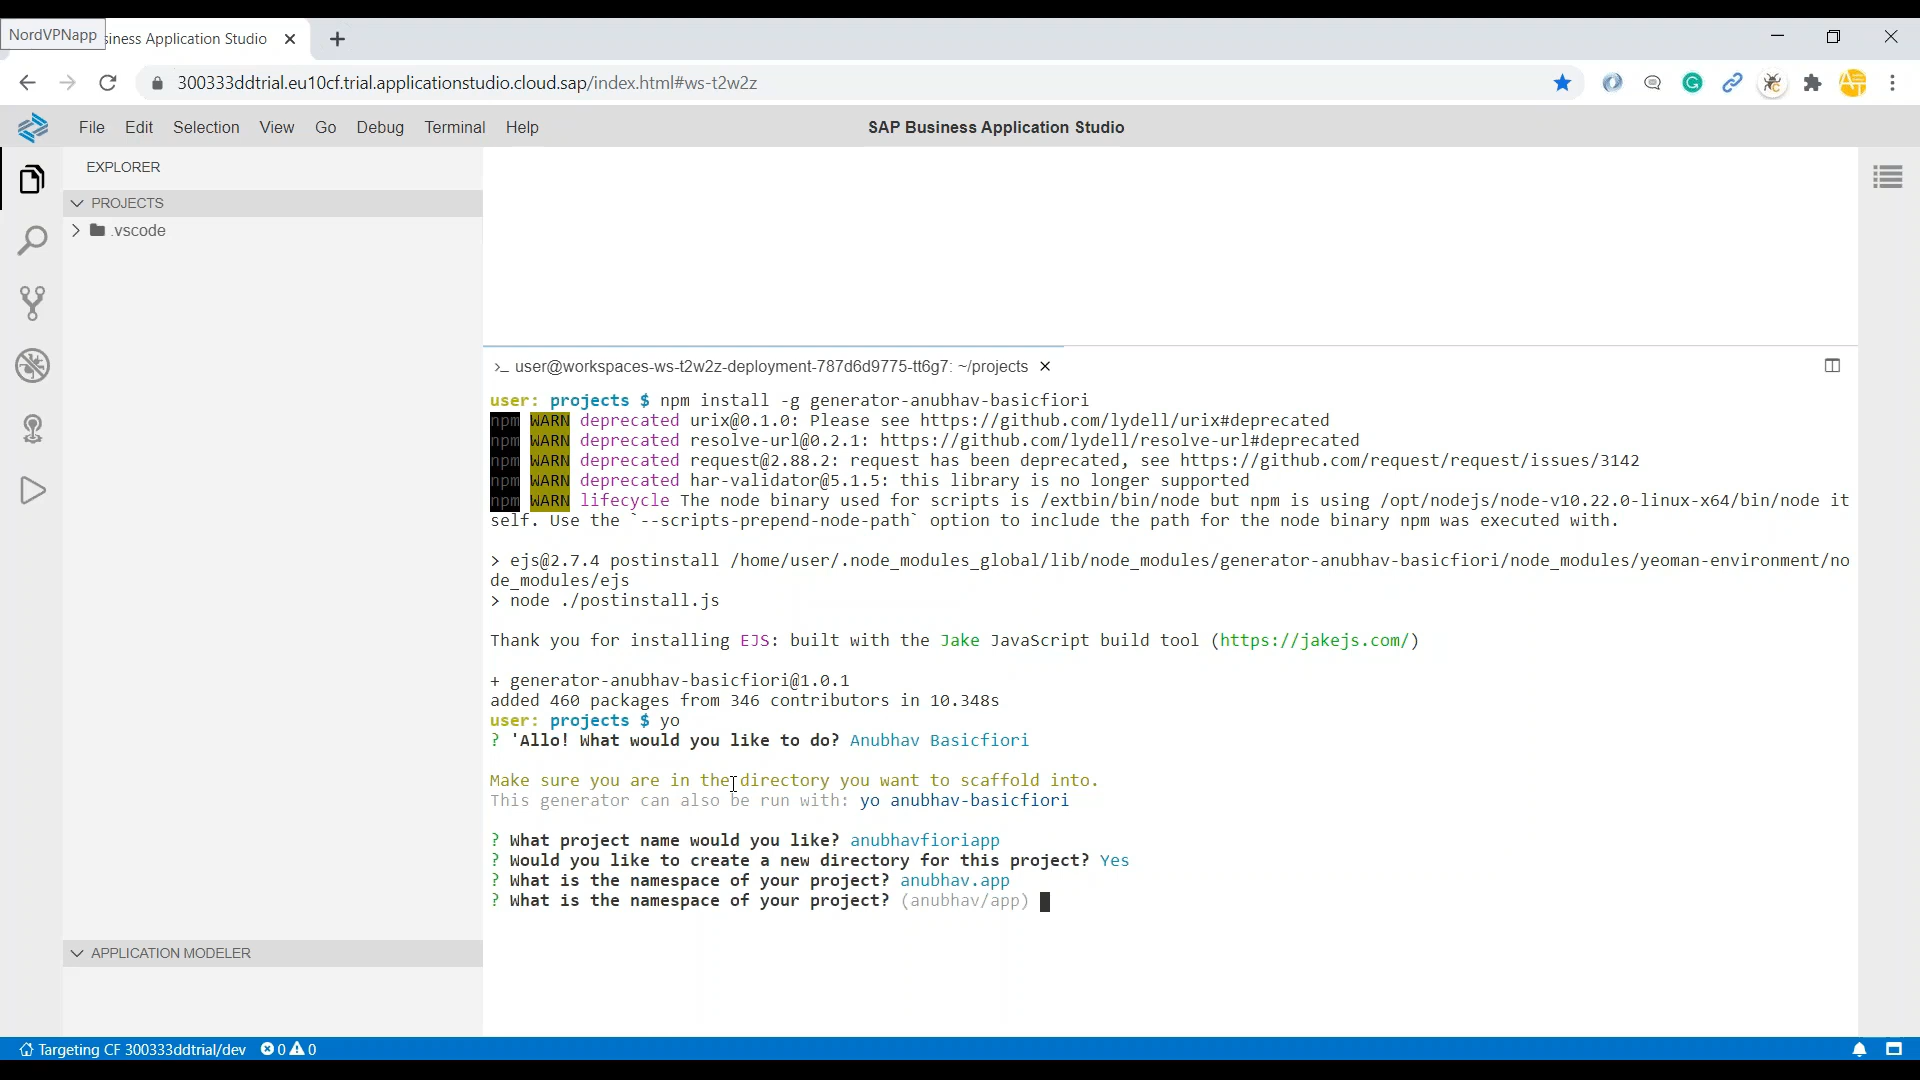 NordVPNapp
siness Application Studio
300333ddtrial.eu10cf.trial.applicationstudio.cloud.sap/index.html#ws-t2w2z
File Edit Selection View Go Debug Terminal Help
SAP Business Application Studio
EXPLORER
PROJECTS
.vscode
APPLICATION MODELER
>_ user@workspaces-ws-t2w2z-deployment-787d6d9775-tt6g7: ~/projects
user: projects $ npm install -g generator-anubhav-basicfiori
npm WARN deprecated urix@0.1.0: Please see https://github.com/lydell/urix#deprecated
npm WARN deprecated resolve-url@0.2.1: https://github.com/lydell/resolve-url#deprecated
npm WARN deprecated request@2.88.2: request has been deprecated, see https://github.com/request/request/issues/3142
npm WARN deprecated har-validator@5.1.5: this library is no longer supported
npm WARN lifecycle The node binary used for scripts is /extbin/bin/node but npm is using /opt/nodejs/node-v10.22.0-linux-x64/bin/node it
self. Use the `--scripts-prepend-node-path` option to include the path for the node binary npm was executed with.
> ejs@2.7.4 postinstall /home/user/.node_modules_global/lib/node_modules/generator-anubhav-basicfiori/node_modules/yeoman-environment/no
de_modules/ejs
> node ./postinstall.js
Thank you for installing EJS: built with the Jake JavaScript build tool (https://jakejs.com/)
+ generator-anubhav-basicfiori@1.0.1
added 460 packages from 346 contributors in 10.348s
user: projects $ yo
? 'Allo! What would you like to do? Anubhav Basicfiori
Make sure you are in the directory you want to scaffold into.
This generator can also be run with: yo anubhav-basicfiori
? What project name would you like? anubhavfioriapp
? Would you like to create a new directory for this project? Yes
? What is the namespace of your project? anubhav.app
? What is the namespace of your project? (anubhav/app)
Targeting CF 300333ddtrial/dev 0 0